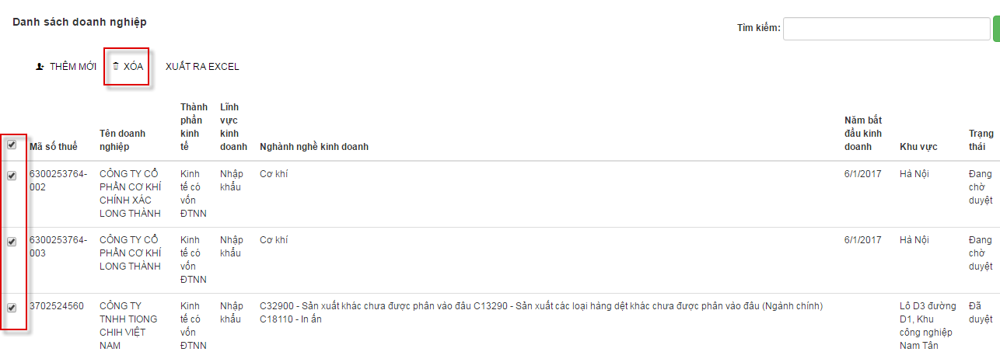 Danh sách doanh nghiệp
Tìm kiếm:
THÊM MỚI XÓA XUẤT RA EXCEL
Mã số thuế
Tên doanh
nghiệp
Thành
phần
kinh
tế
Lĩnh
vực
kinh
doanh
Nghành nghề kinh doanh
Năm bắt
đầu kinh
doanh
Khu vực
Trạng
thái
6300253764-
002
CÔNG TY CỔ
PHẦN CƠ KHÍ
CHÍNH XÁC
LONG THÀNH
Kinh
tế có
vốn
ĐTNN
Nhập
khẩu
Cơ khí
6/1/2017
Hà Nội
Đang
chờ
duyệt
6300253764-
003
CÔNG TY CỔ
PHẦN CƠ KHÍ
LONG THÀNH
Kinh
tế có
vốn
ĐTNN
Nhập
khẩu
Cơ khí
6/1/2017
Hà Nội
Đang
chờ
duyệt
3702524560
CÔNG TY
TNHH TIONG
CHIH VIỆT
NAM
Kinh
tế có
vốn
ĐTNN
Nhập
khẩu
C32900 - Sản xuất khác chưa được phân vào đâu C13290 - Sản xuất các loại hàng dệt khác chưa được phân vào đâu (Ngành chính)
C18110 - In ấn
Lô D3 đường
D1, Khu
công nghiệp
Nam Tân
Đã
duyệt